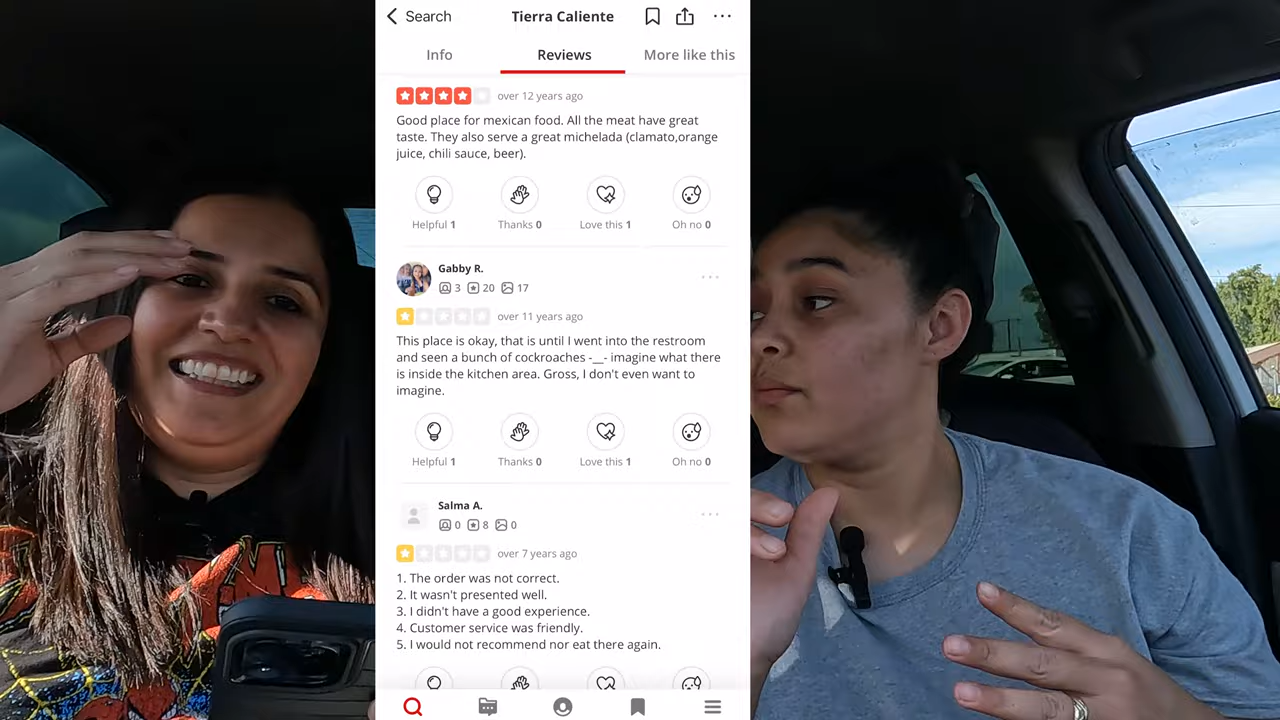 Search
Tierra Caliente
Info
Reviews
More like this
over 12 years ago
Good place for mexican food. All the meat have great
taste. They also serve a great michelada (clamato,orange
juice, chili sauce, beer).
Helpful 1
Thanks 0
Love this 1
Oh no 0
Gabby R.
3
20
17
over 11 years ago
This place is okay, that is until I went into the restroom
and seen a bunch of cockroaches -__- imagine what there
is inside the kitchen area. Gross, I don't even want to
imagine.
Helpful 1
Thanks 0
Love this 1
Oh no 0
Salma A.
0
8
0
over 7 years ago
1. The order was not correct.
2. It wasn't presented well.
3. I didn't have a good experience.
4. Customer service was friendly.
5. I would not recommend nor eat there again.